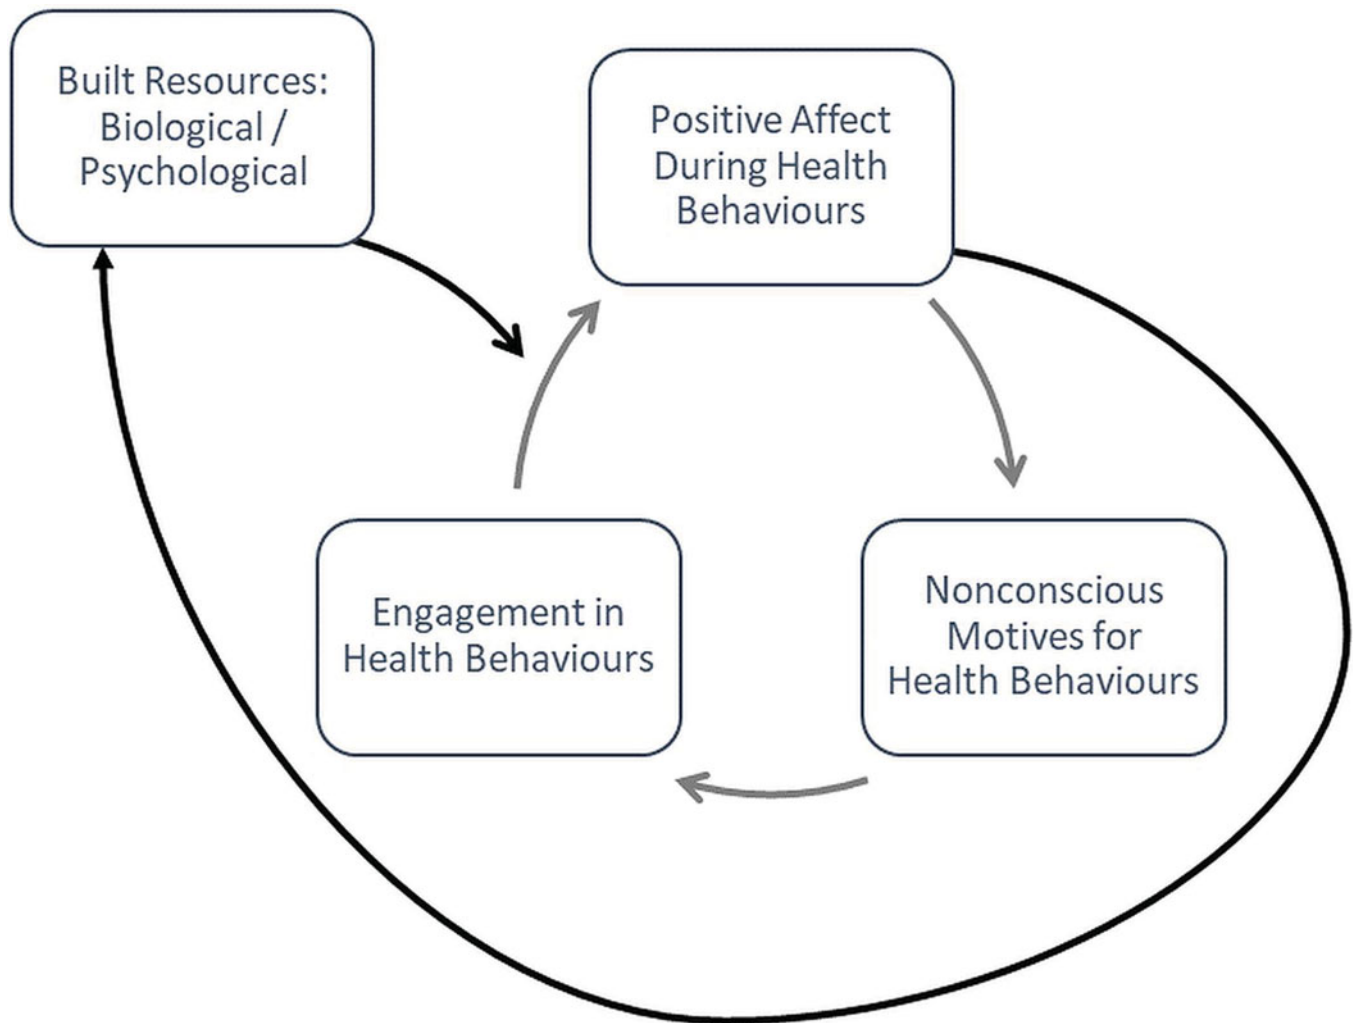 Built Resources:
Biological /
Psychological
Positive Affect
During Health
Behaviours
Engagement in
Health Behaviours
Nonconscious
Motives for
Health Behaviours